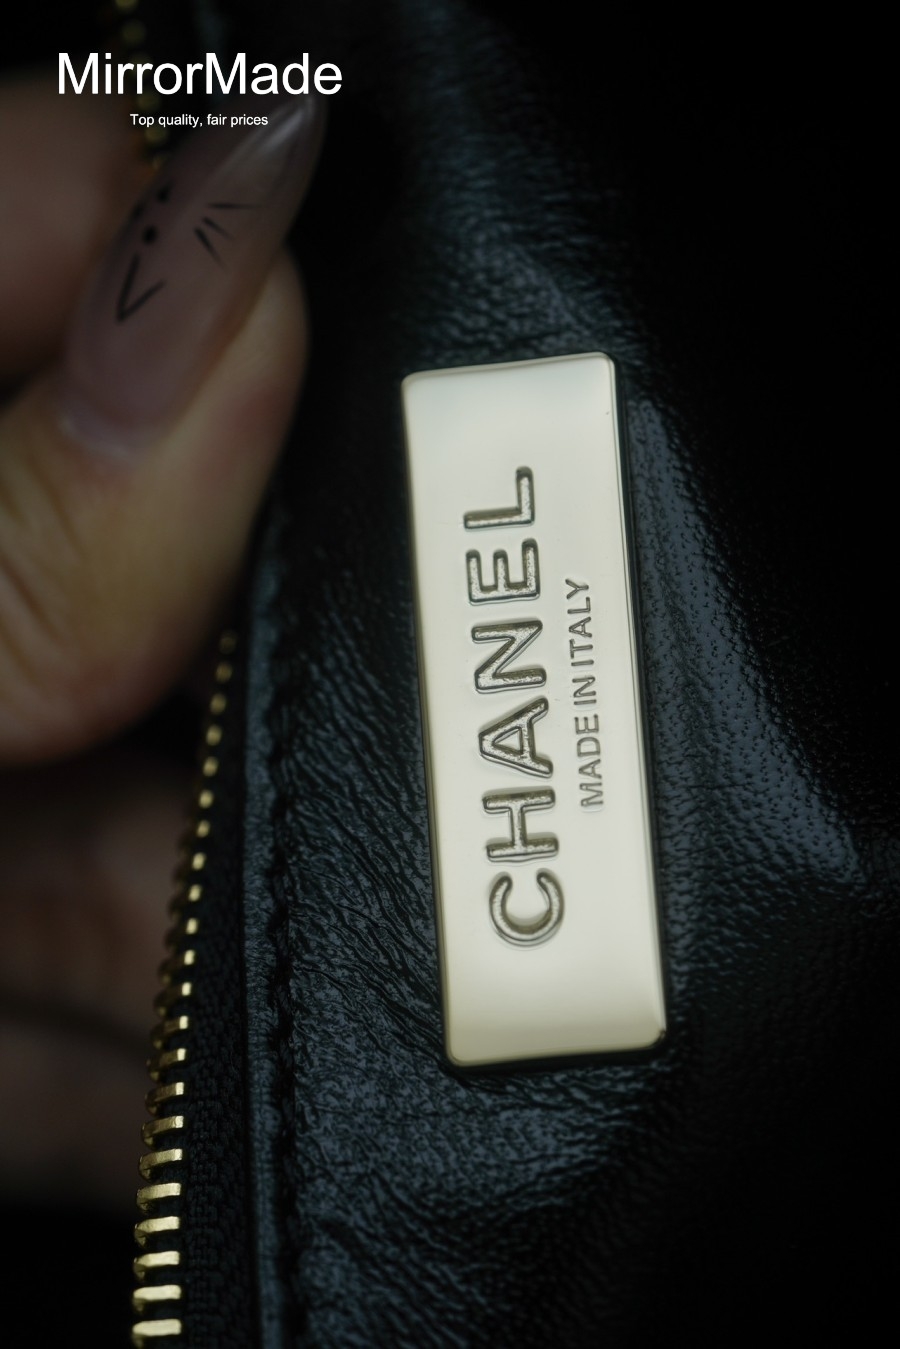 MirrorMade
Top quality, fair prices
CHANEL
MADE IN ITALY